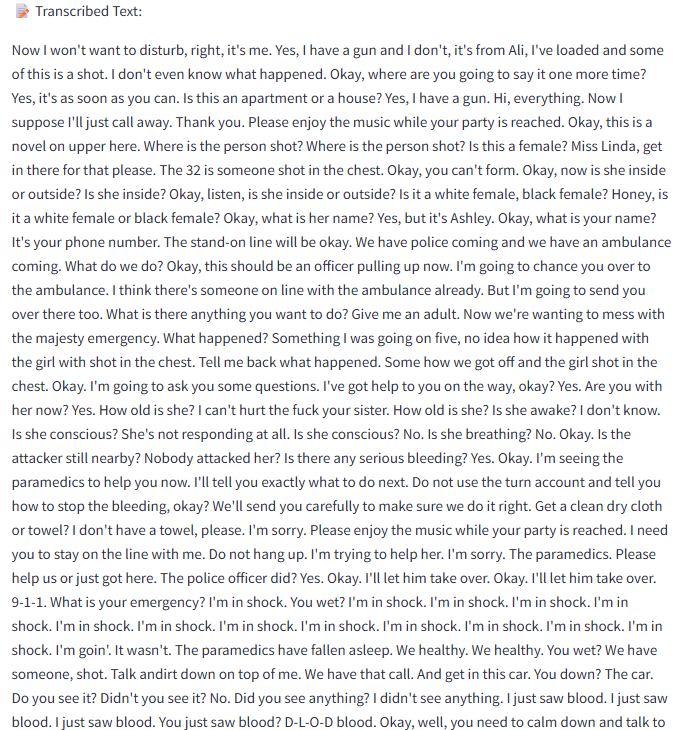 📝 Transcribed Text:
Now I won't want to disturb, right, it's me. Yes, I have a gun and I don't, it's from Ali, I've loaded and some
of this is a shot. I don't even know what happened. Okay, where are you going to say it one more time?
Yes, it's as soon as you can. Is this an apartment or a house? Yes, I have a gun. Hi, everything. Now I
suppose I'll just call away. Thank you. Please enjoy the music while your party is reached. Okay, this is a
novel on upper here. Where is the person shot? Where is the person shot? Is this a female? Miss Linda, get
in there for that please. The 32 is someone shot in the chest. Okay, you can't form. Okay, now is she inside
or outside? Is she inside? Okay, listen, is she inside or outside? Is it a white female, black female? Honey, is
it a white female or black female? Okay, what is her name? Yes, but it's Ashley. Okay, what is your name?
It's your phone number. The stand-on line will be okay. We have police coming and we have an ambulance
coming. What do we do? Okay, this should be an officer pulling up now. I'm going to chance you over to
the ambulance. I think there's someone on line with the ambulance already. But I'm going to send you
over there too. What is there anything you want to do? Give me an adult. Now we're wanting to mess with
the majesty emergency. What happened? Something I was going on five, no idea how it happened with
the girl with shot in the chest. Tell me back what happened. Some how we got off and the girl shot in the
chest. Okay. I'm going to ask you some questions. I've got help to you on the way, okay? Yes. Are you with
her now? Yes. How old is she? I can't hurt the fuck your sister. How old is she? Is she awake? I don't know.
Is she conscious? She's not responding at all. Is she conscious? No. Is she breathing? No. Okay. Is the
attacker still nearby? Nobody attacked her? Is there any serious bleeding? Yes. Okay. I'm seeing the
paramedics to help you now. I'll tell you exactly what to do next. Do not use the turn account and tell you
how to stop the bleeding, okay? We'll send you carefully to make sure we do it right. Get a clean dry cloth
or towel? I don't have a towel, please. I'm sorry. Please enjoy the music while your party is reached. I need
you to stay on the line with me. Do not hang up. I'm trying to help her. I'm sorry. The paramedics. Please
help us or just got here. The police officer did? Yes. Okay. I'll let him take over. Okay. I'll let him take over.
9-1-1. What is your emergency? I'm in shock. You wet? I'm in shock. I'm in shock. I'm in shock. I'm in
shock. I'm in shock. I'm in shock. I'm in shock. I'm in shock. I'm in shock. I'm in shock. I'm in shock. I'm in
shock. I'm goin'. It wasn't. The paramedics have fallen asleep. We healthy. We healthy. You wet? We have
someone, shot. Talk andirt down on top of me. We have that call. And get in this car. You down? The car.
Do you see it? Didn't you see it? No. Did you see anything? I didn't see anything. I just saw blood. I just saw
blood. I just saw blood. You just saw blood? D-L-O-D blood. Okay, well, you need to calm down and talk to